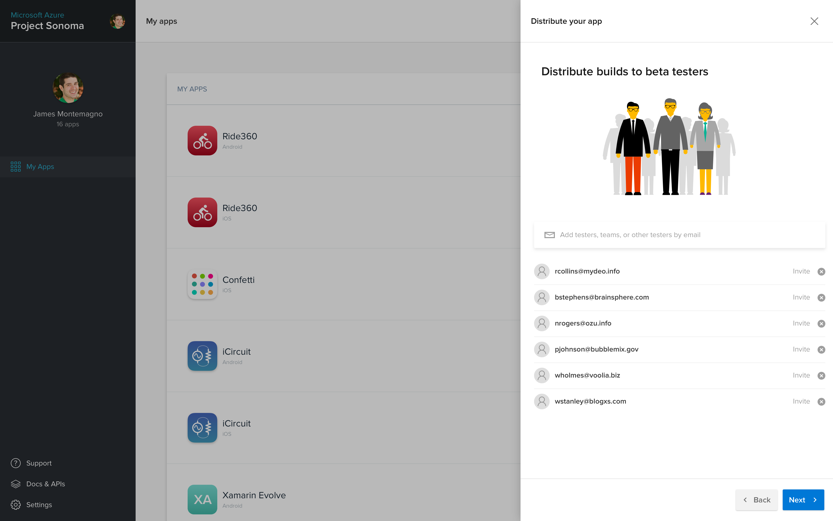 Microsoft Azure
Project Sonoma
James Montemagno
16 apps
My Apps
Support
Docs & APIs
Settings
My apps
MY APPS
Ride360
Android
Ride360
iOS
Confetti
iOS
iCircuit
Android
iCircuit
iOS
XA
Xamarin Evolve
Android
Distribute your app
Distribute builds to beta testers
Add testers, teams, or other testers by email
rcollins@mydeo.info Invite
bstephens@brainsphere.com Invite
nrogers@ozu.info Invite
pjohnson@bubblemix.gov Invite
wholmes@voolia.biz Invite
wstanley@blogxs.com Invite
Back
Next